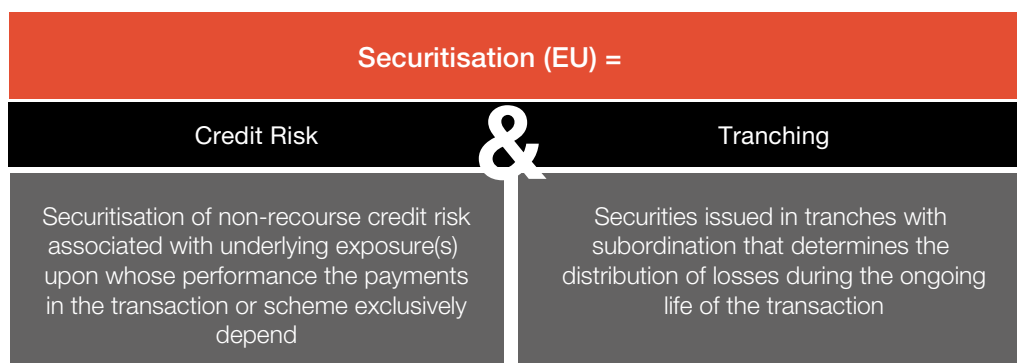 Securitisation (EU) =
Credit Risk
&
Tranching
Securitisation of non-recourse credit risk
associated with underlying exposure(s)
upon whose performance the payments
in the transaction or scheme exclusively
depend
Securities issued in tranches with
subordination that determines the
distribution of losses during the ongoing
life of the transaction